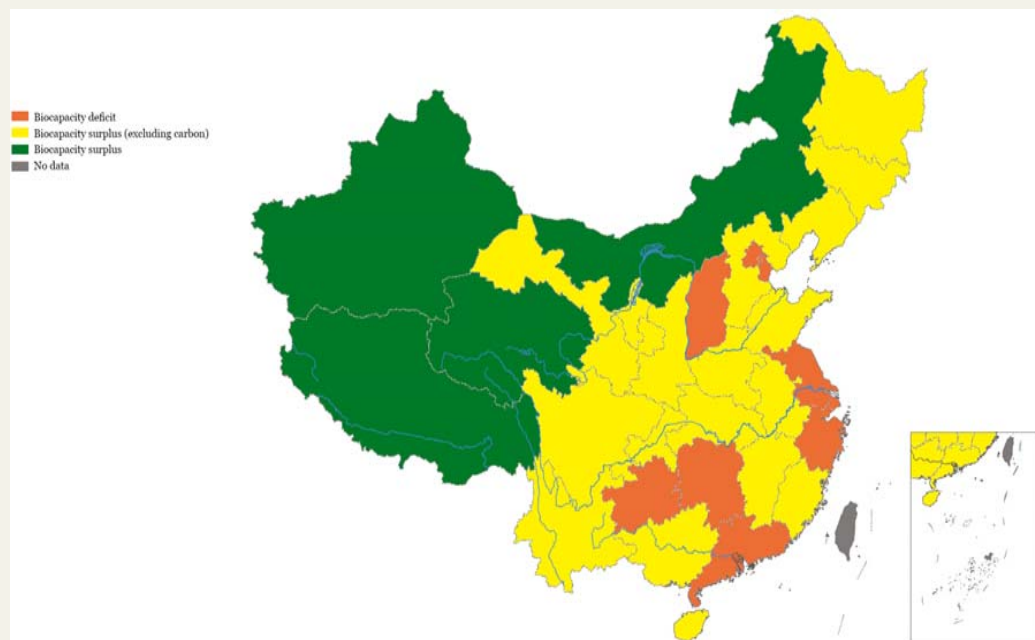 Biocapacity deficit
Biocapacity surplus (excluding carbon)
Biocapacity surplus
No data